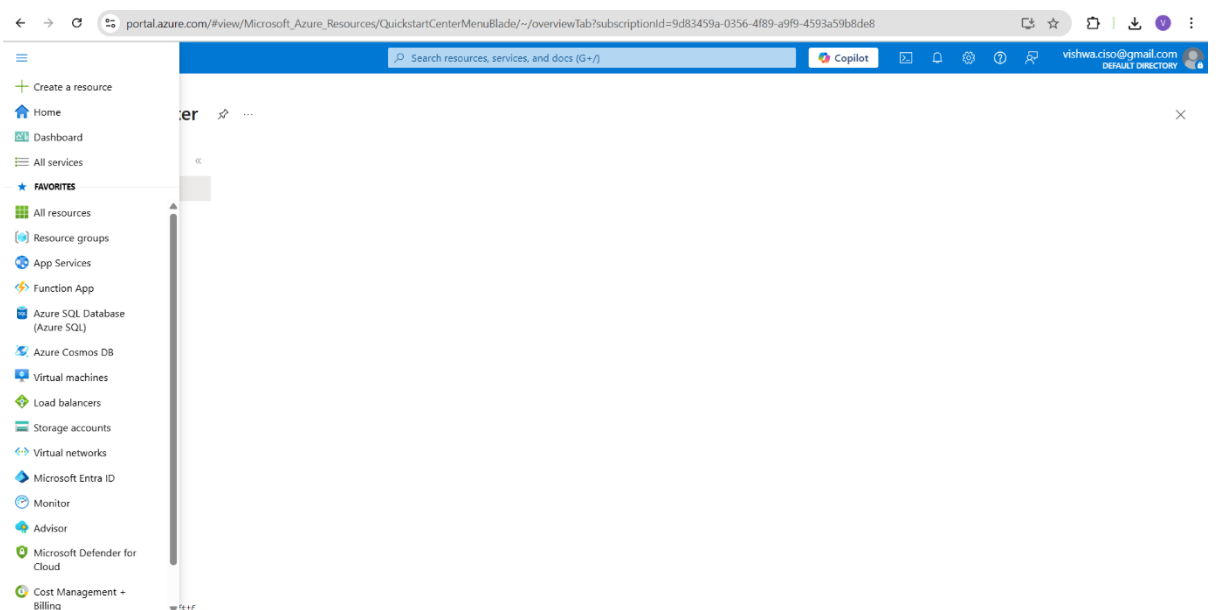 portal.azure.com/#view/Microsoft_Azure_Resources/QuickstartCenterMenuBlade/~/overviewTab?subscriptionId=9d83459a-0356-4f89-a9f9-4593a59b8de8
V
Search resources, services, and docs (G+/)
Copilot
vishwa.ciso@gmail.com
DEFAULT DIRECTORY
Create a resource
Home
er
...
Dashboard
All services
«
FAVORITES
All resources
Resource groups
App Services
Function App
Azure SQL Database
(Azure SQL)
Azure Cosmos DB
Virtual machines
Load balancers
Storage accounts
Virtual networks
Microsoft Entra ID
Monitor
Advisor
Microsoft Defender for
Cloud
Cost Management +
Billing